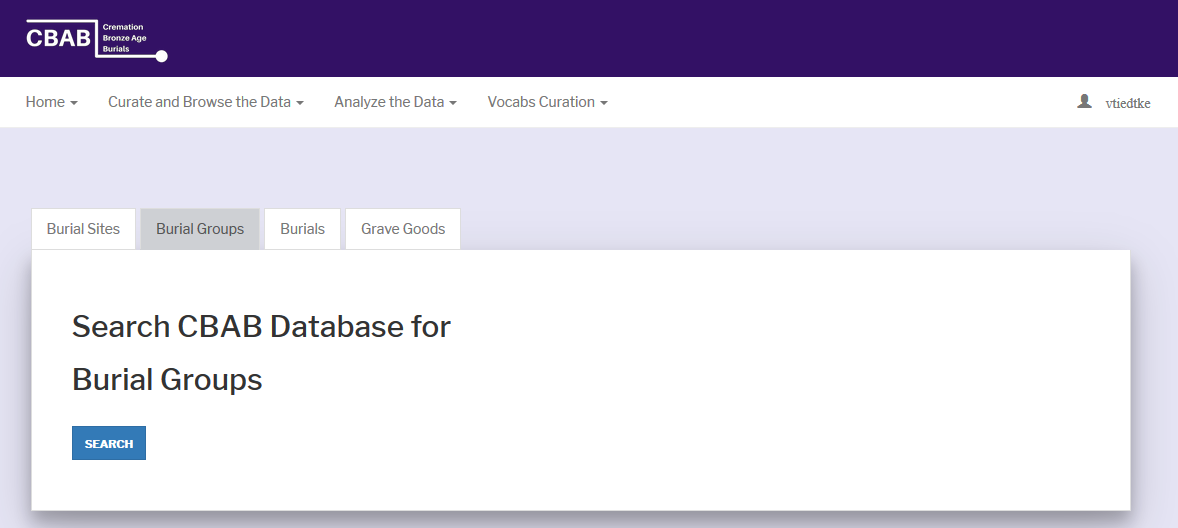 CBAB
Cremation
Bronze Age
Burials
Home Curate and Browse the Data Analyze the Data Vocabs Curation vtiedtke
Burial Sites Burial Groups Burials Grave Goods
Search CBAB Database for
Burial Groups
SEARCH